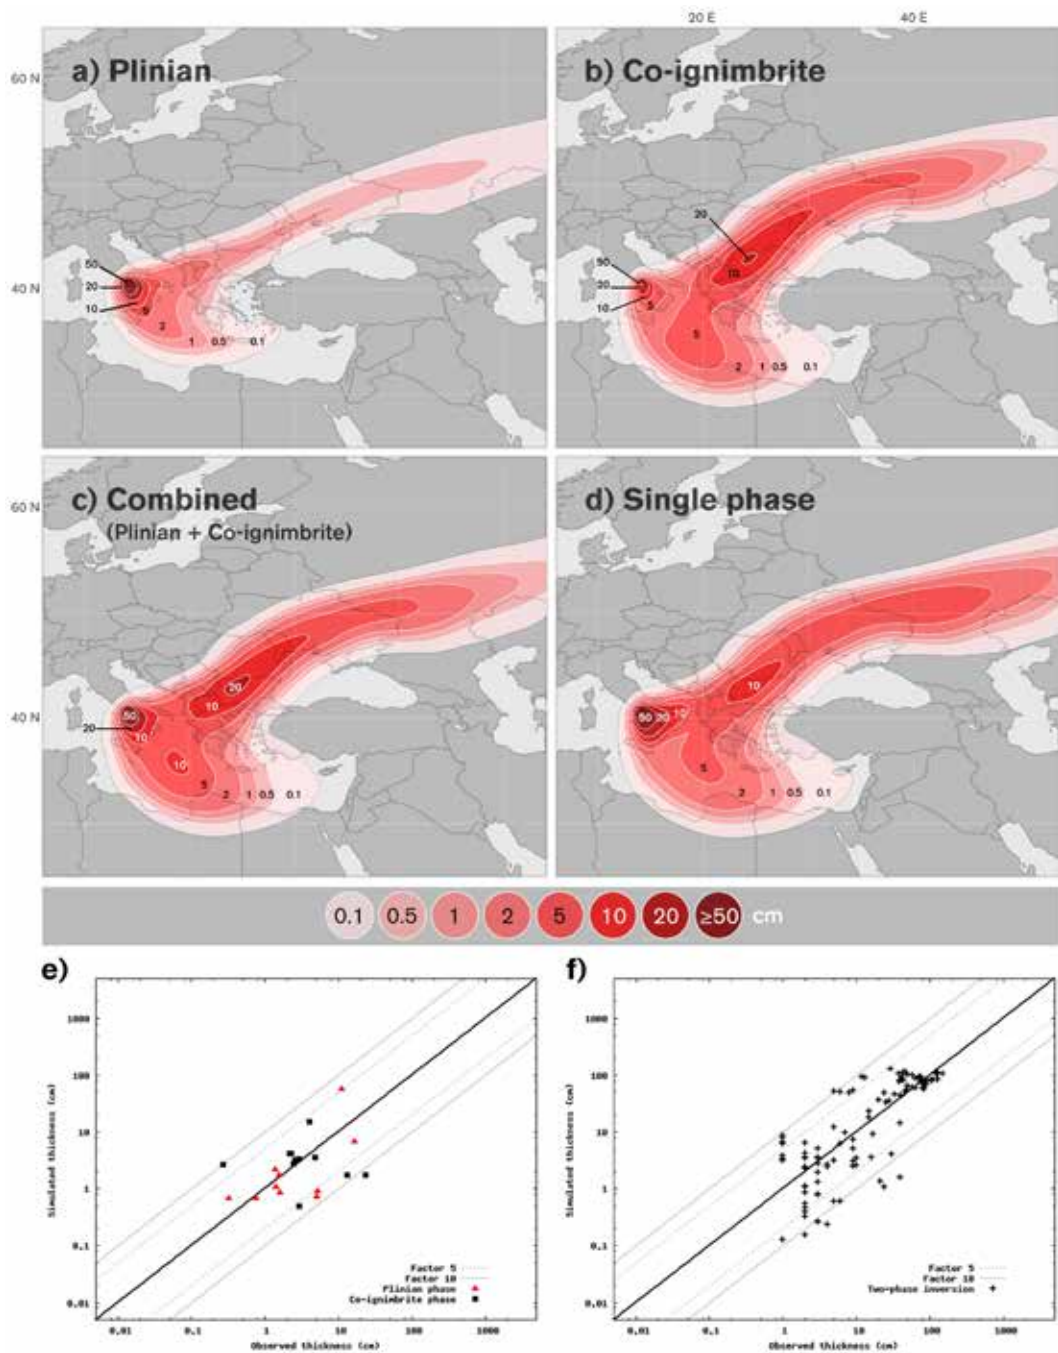 20 E 40 E
a) Plinian
b) Co-ignimbrite
60 N
20
50
20
10
5
2
1 0.5 0.1
40 N
50
20
10
5
10
5
2 1 0.5 0.1
c) Combined
(Plinian + Co-ignimbrite)
d) Single phase
60 N
40 N
50
20
10
20
10
10
5
2 1 0.5 0.1
50 20 10
10
5
2 1 0.5 0.1
0.1 0.5 1 2 5 10 20 ≥50 cm
e)
f)
Simulated thickness (cm)
1000
100
10
1
0.1
0.01
Factor 5
Factor 10
Plinian phase
Co-ignimbrite phase
0.01 0.1 1 10 100 1000
Observed thickness (cm)
Simulated thickness (cm)
1000
100
10
1
0.1
0.01
Factor 5
Factor 10
Two-phase inversion
0.01 0.1 1 10 100 1000
Observed thickness (cm)